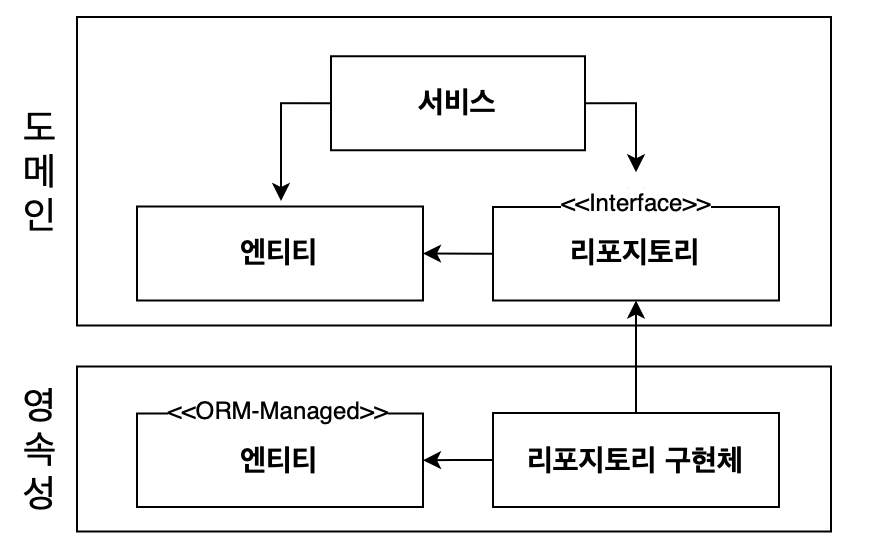 도메인
서비스
엔티티
<<Interface>>
리포지토리
영속성
<<ORM-Managed>>
엔티티
리포지토리 구현체